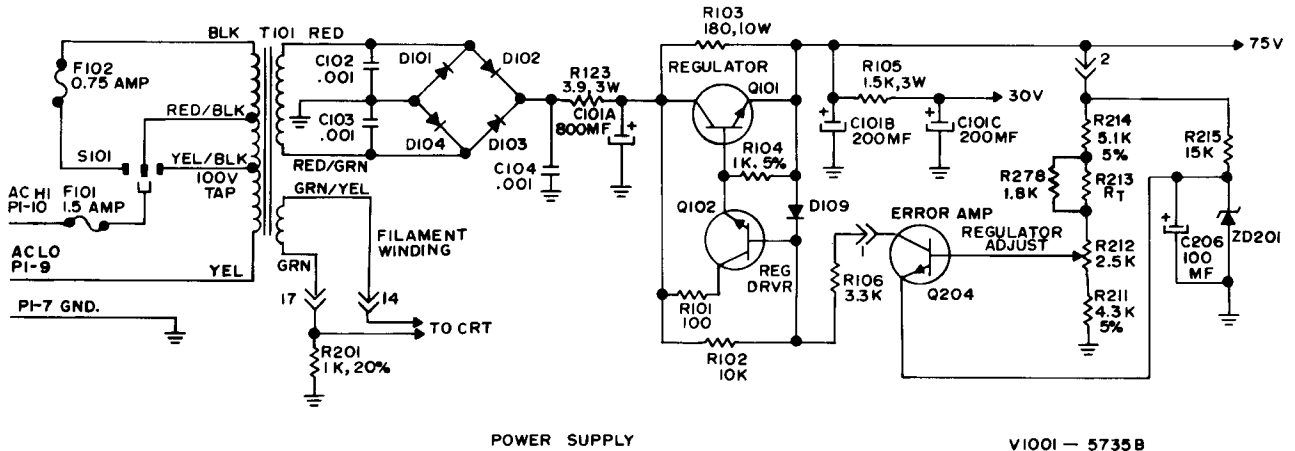 BLK
T101 RED
F102
0.75 AMP
RED/BLK
S101
YEL/BLK
100V
TAP
AC HI
P1-10
F101
1.5 AMP
AC LO
P1-9
YEL
P1-7 GND.
C102
.001
C103
.001
RED/GRN
GRN/YEL
FILAMENT
WINDING
GRN
17
14
TO CRT
R201
1K, 20%
D101
D102
D104
D103
C104
.001
R123
3.9, 3W
C101A
800MF
+
R103
180, 10W
REGULATOR
Q101
R104
1K, 5%
Q102
D109
REG
DRVR
R101
100
R102
10K
R105
1.5K, 3W
30V
75V
+
C101B
200MF
+
C101C
200MF
ERROR AMP
REGULATOR
ADJUST
1
R106
3.3K
Q204
2
R214
5.1K
5%
R278
1.8K
R213
RT
R212
2.5K
R211
4.3K
5%
R215
15K
+
C206
100
MF
ZD201
POWER SUPPLY
V1001 — 5735B